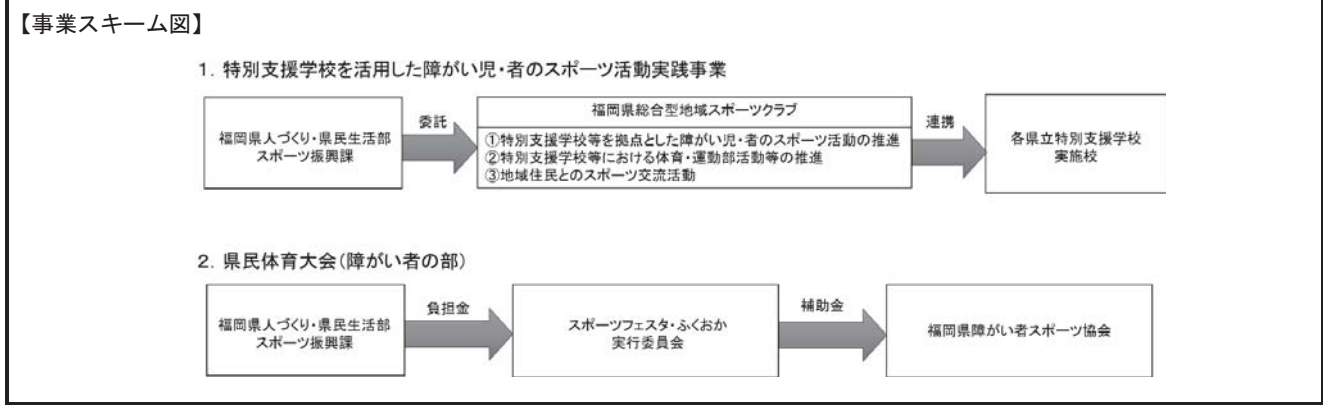 【事業スキーム図】
1．特別支援学校を活用した障がい児・者のスポーツ活動実践事業
福岡県人づくり・県民生活部
スポーツ振興課
委託
福岡県総合型地域スポーツクラブ
①特別支援学校等を拠点とした障がい児・者のスポーツ活動の推進
②特別支援学校等における体育・運動部活動等の推進
③地域住民とのスポーツ交流活動
連携
各県立特別支援学校
実施校
2．県民体育大会（障がい者の部）
福岡県人づくり・県民生活部
スポーツ振興課
負担金
スポーツフェスタ・ふくおか
実行委員会
補助金
福岡県障がい者スポーツ協会